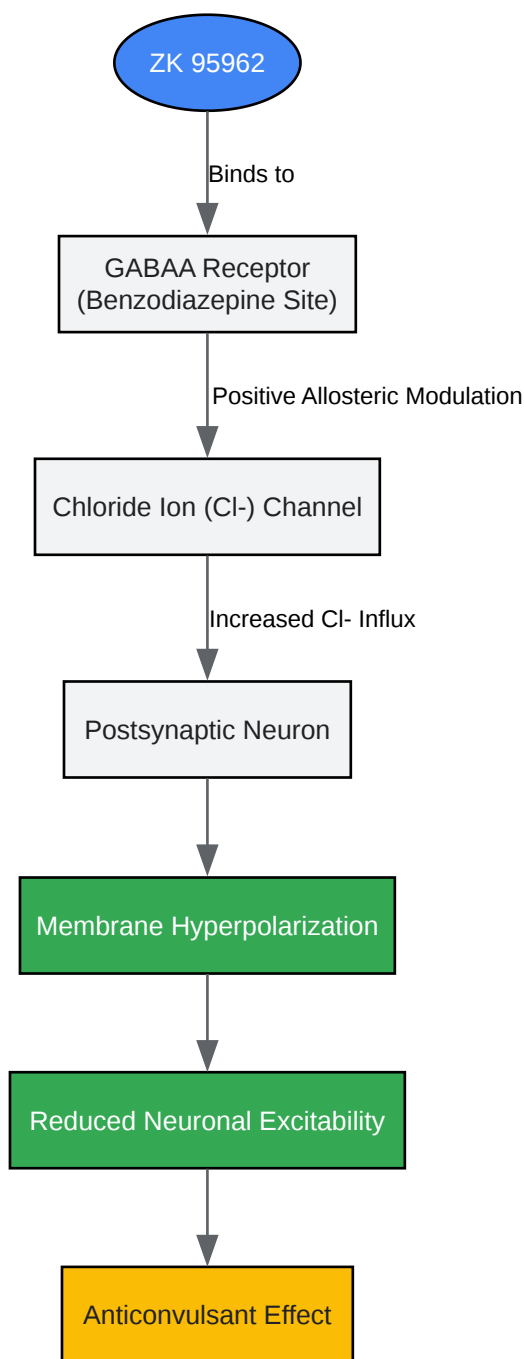 ZK 95962
Binds to
GABAA Receptor
(Benzodiazepine Site)
Positive Allosteric Modulation
Chloride Ion (Cl-) Channel
Increased Cl- Influx
Postsynaptic Neuron
Membrane Hyperpolarization
Reduced Neuronal Excitability
Anticonvulsant Effect